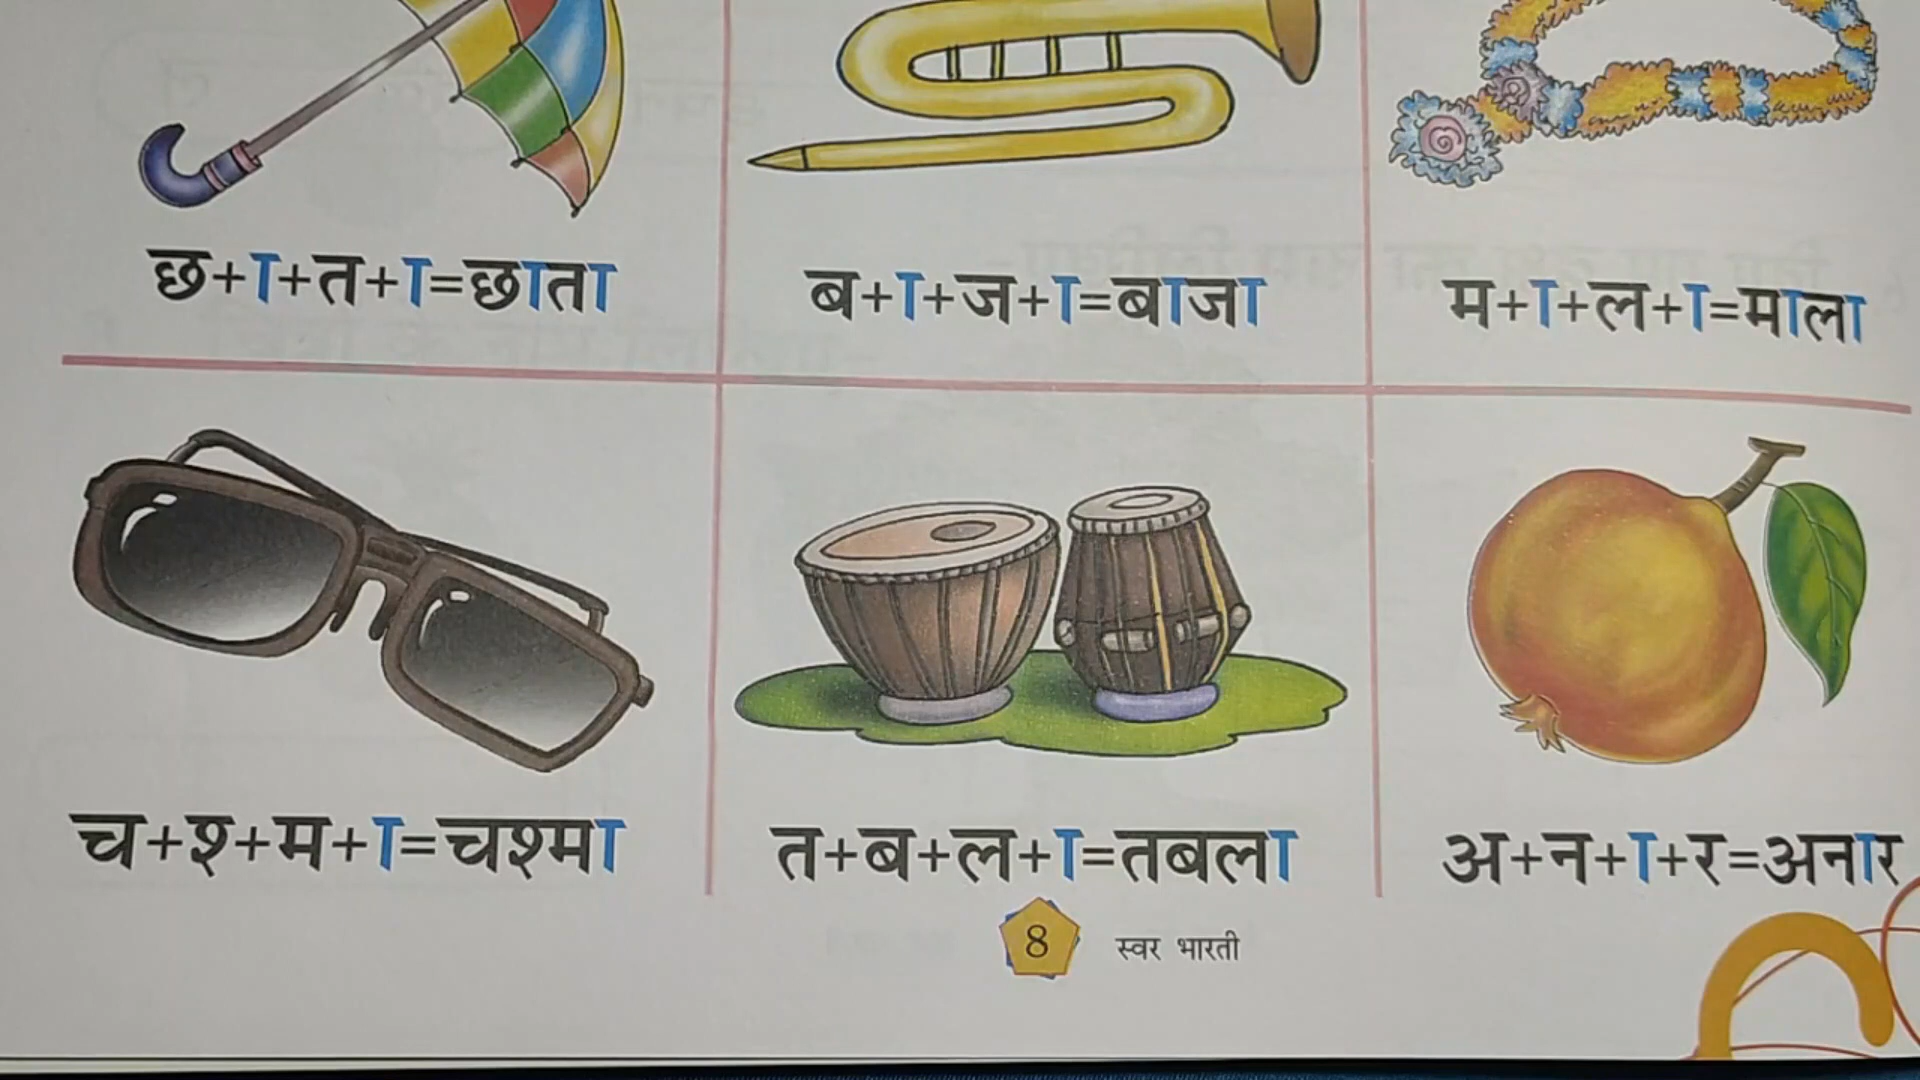 छ+ा+त+ा=छाता
ब+ा+ज+ा=बाजा
म+ा+ल+ा=माला
च+श्+म+ा=चश्मा
त+ब+ल+ा=तबला
अ+न+ा+र=अनार
8 स्वर भारती